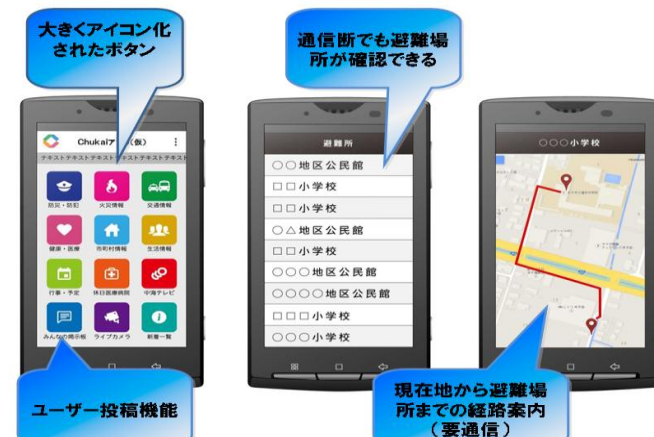 大きくアイコン化
されたボタン
通信断でも避難場
所が確認できる
Chukaiア
（仮）
テキストテキストテキストテキストテキストテキスト
防災・防犯
火災情報
交通情報
健康・医療
市町村情報
生活情報
行事・予定
休日医療病院
中海テレビ
みんなの掲示板
ライブカメラ
新着一覧
ユーザー投稿機能
避難所
○○地区公民館
□□小学校
□□小学校
○△地区公民館
□□小学校
○○○地区公民館
○○○○地区公民館
□□□小学校
○○○小学校
○○○小学校
現在地から避難場
所までの経路案内
（要通信）